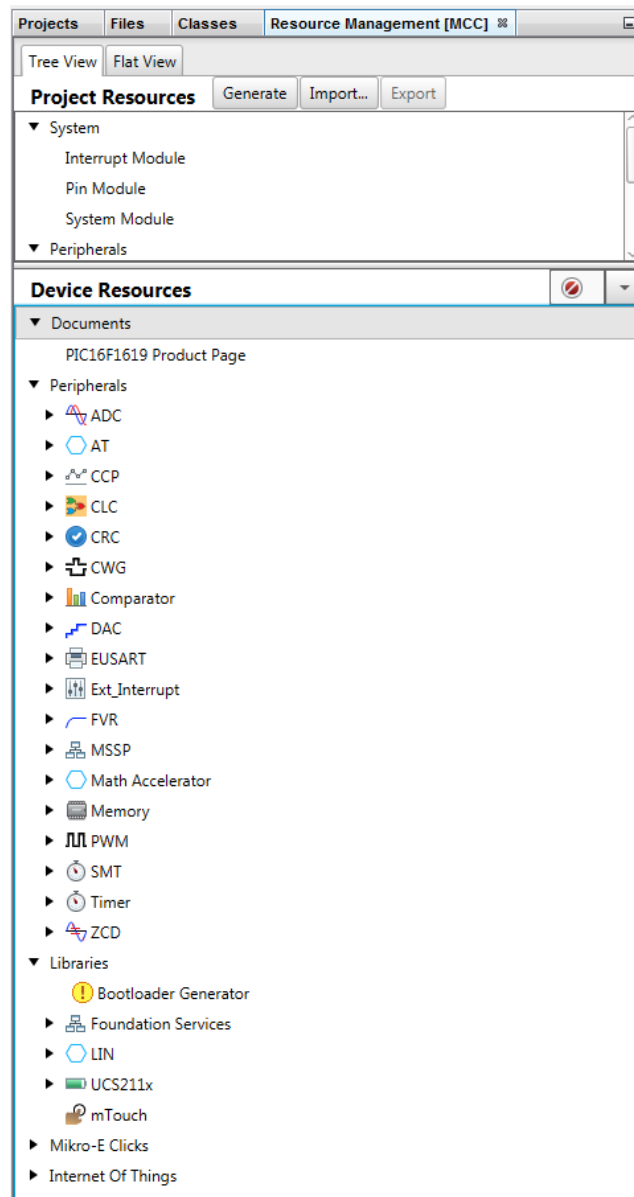 Projects Files Classes Resource Management [MCC]
Tree View Flat View
Project Resources Generate Import... Export
System
Interrupt Module
Pin Module
System Module
Peripherals
Device Resources
Documents
PIC16F1619 Product Page
Peripherals
ADC
AT
CCP
CLC
CRC
CWG
Comparator
DAC
EUSART
Ext_Interrupt
FVR
MSSP
Math Accelerator
Memory
PWM
SMT
Timer
ZCD
Libraries
Bootloader Generator
Foundation Services
LIN
UCS211x
mTouch
Mikro-E Clicks
Internet Of Things